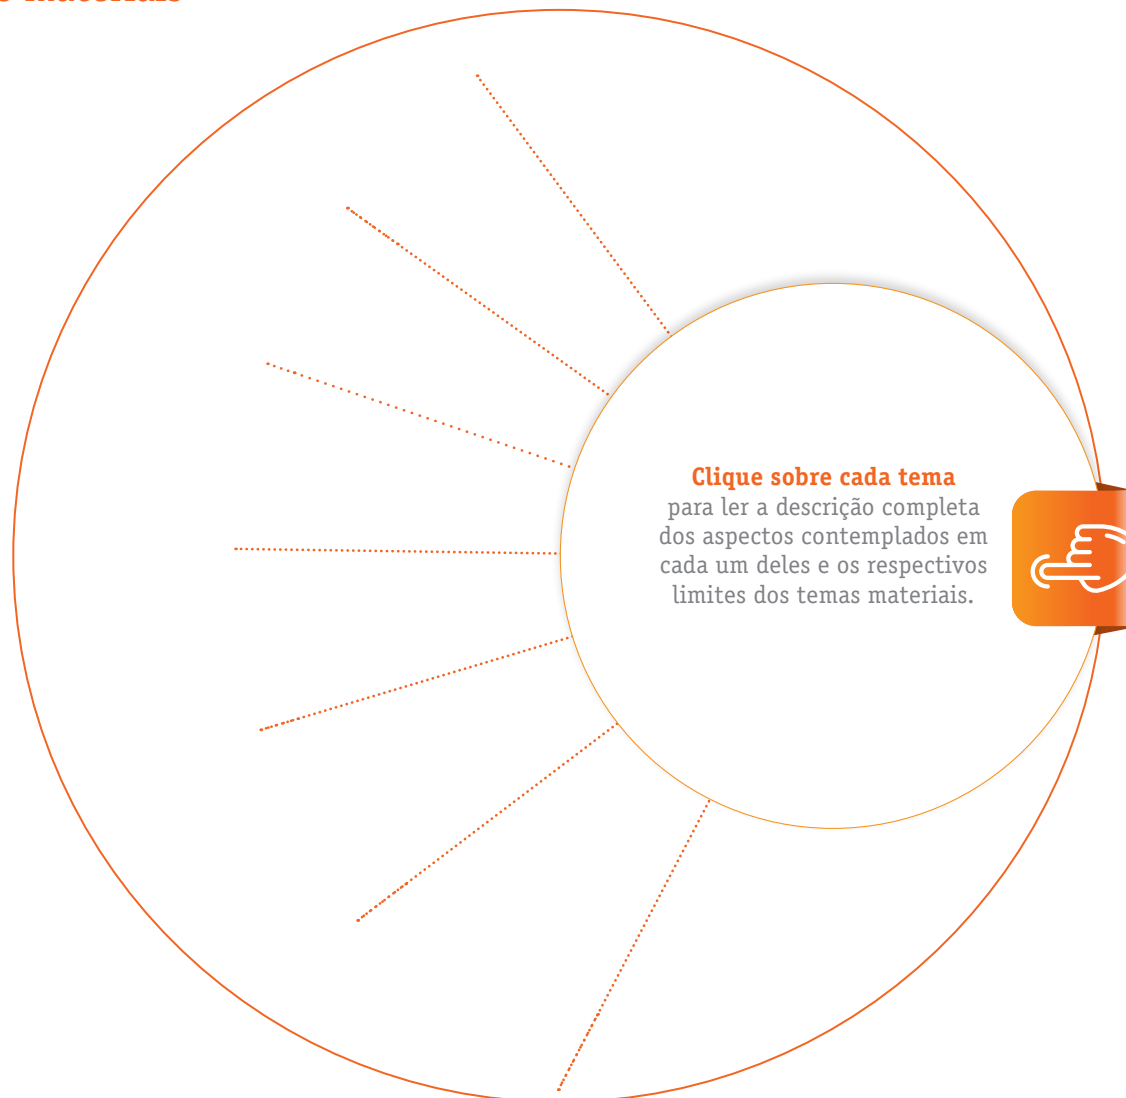 Clique sobre cada tema
para ler a descrição completa
dos aspectos contemplados em
cada um deles e os respectivos
limites dos temas materiais.